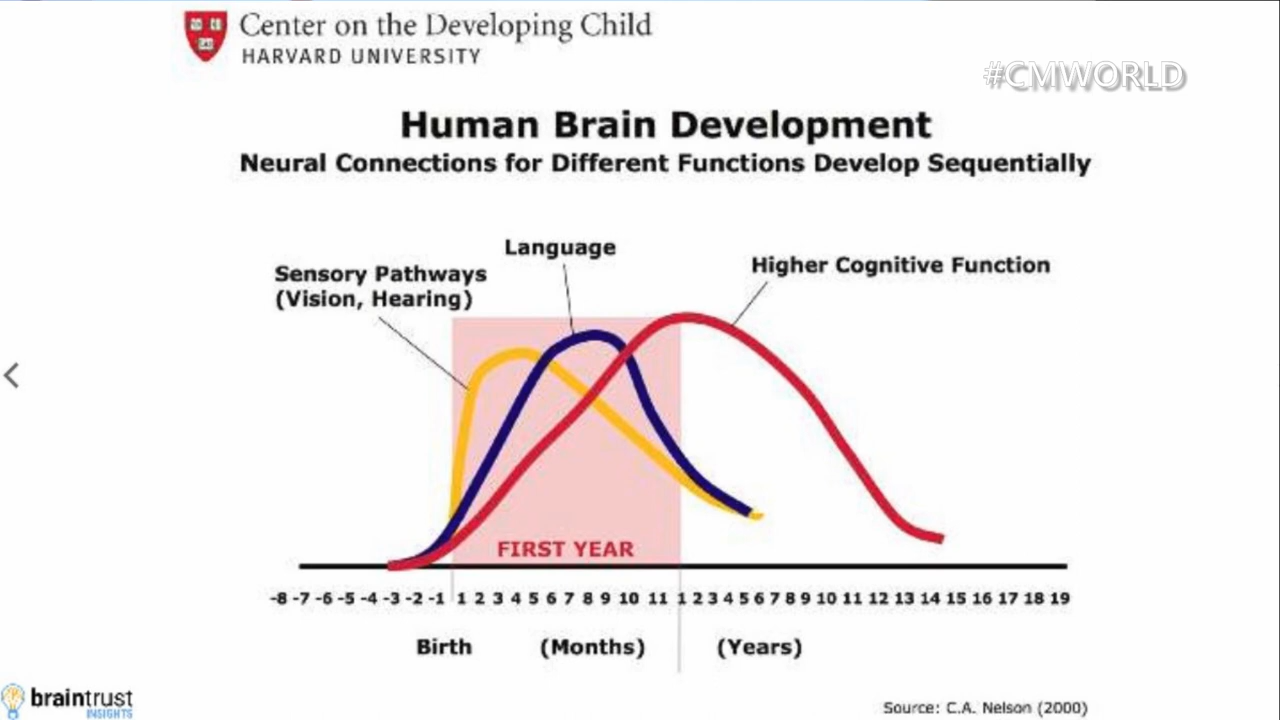 Center on the Developing Child
HARVARD UNIVERSITY
#CMWORLD
Human Brain Development
Neural Connections for Different Functions Develop Sequentially
Language
Sensory Pathways
(Vision, Hearing)
Higher Cognitive Function
FIRST YEAR
-8 -7 -6 -5 -4 -3 -2 -1 1 2 3 4 5 6 7 8 9 10 11 1 2 3 4 5 6 7 8 9 10 11 12 13 14 15 16 17 18 19
Birth (Months) (Years)
braintrust
INSIGHTS
Source: C.A. Nelson (2000)